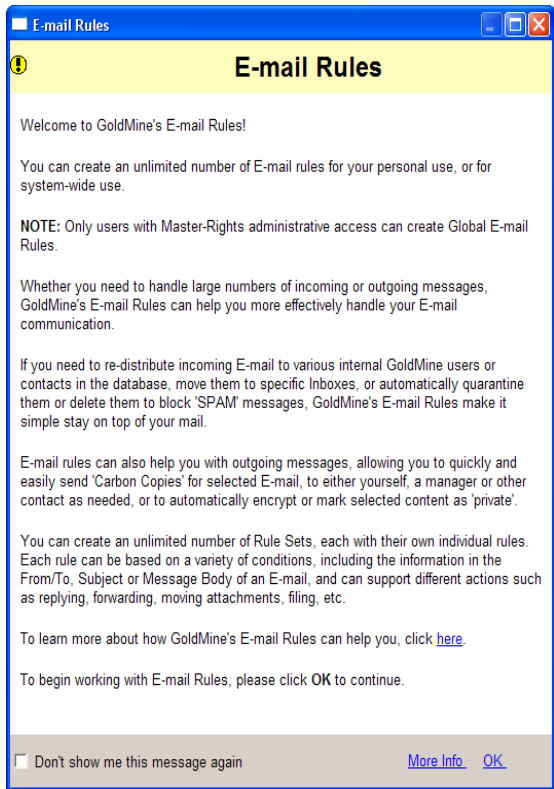 E-mail Rules
E-mail Rules
Welcome to GoldMine's E-mail Rules!
You can create an unlimited number of E-mail rules for your personal use, or for
system-wide use.
NOTE: Only users with Master-Rights administrative access can create Global E-mail
Rules.
Whether you need to handle large numbers of incoming or outgoing messages,
GoldMine's E-mail Rules can help you more effectively handle your E-mail
communication.
If you need to re-distribute incoming E-mail to various internal GoldMine users or
contacts in the database, move them to specific Inboxes, or automatically quarantine
them or delete them to block 'SPAM' messages, GoldMine's E-mail Rules make it
simple stay on top of your mail.
E-mail rules can also help you with outgoing messages, allowing you to quickly and
easily send 'Carbon Copies' for selected E-mail, to either yourself, a manager or other
contact as needed, or to automatically encrypt or mark selected content as 'private'.
You can create an unlimited number of Rule Sets, each with their own individual rules.
Each rule can be based on a variety of conditions, including the information in the
From/To, Subject or Message Body of an E-mail, and can support different actions such
as replying, forwarding, moving attachments, filing, etc.
To learn more about how GoldMine's E-mail Rules can help you, click here.
To begin working with E-mail Rules, please click OK to continue.
Don't show me this message again More Info OK